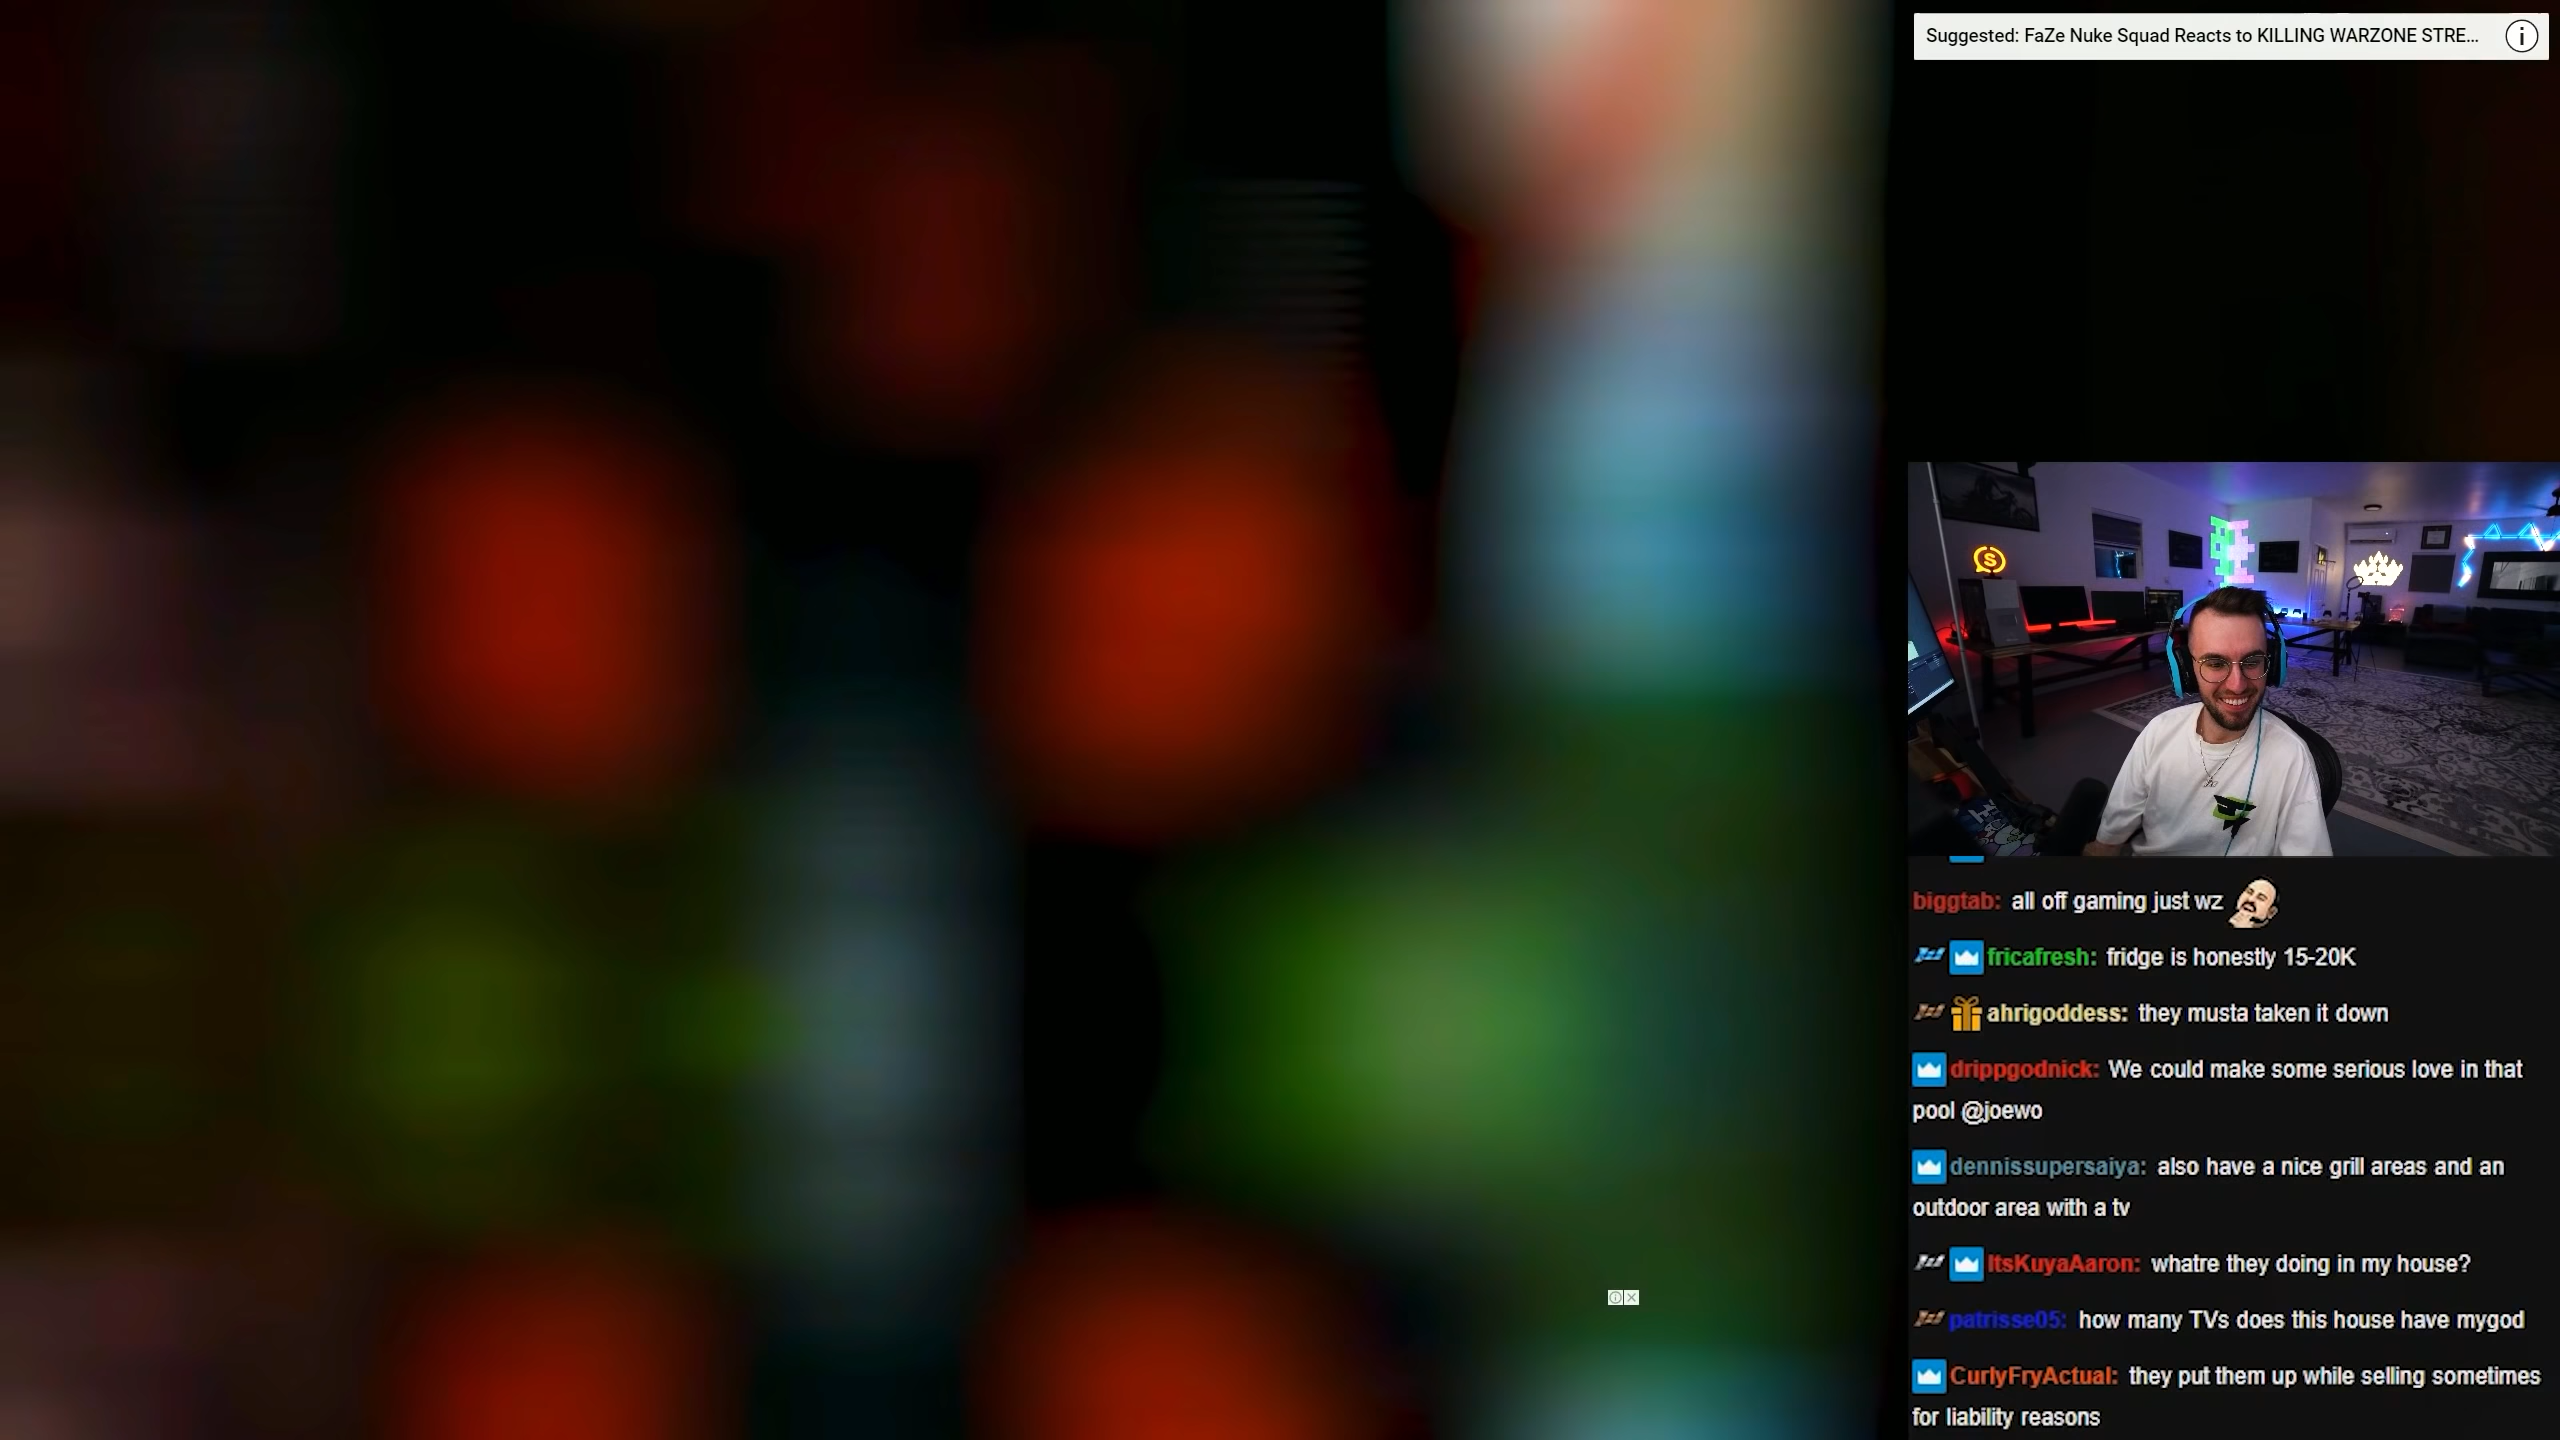 Suggested: FaZe Nuke Squad Reacts to KILLING WARZONE STRE...
biggtab: all off gaming just wz
fricafresh: fridge is honestly 15-20K
ahrigoddess: they musta taken it down
drippgodnick: We could make some serious love in that
pool @joewo
dennissupersaiya: also have a nice grill areas and an
outdoor area with a tv
ItsKuyaAaron: whatre they doing in my house?
patrisse05: how many TVs does this house have mygod
CurlyFryActual: they put them up while selling sometimes
for liability reasons